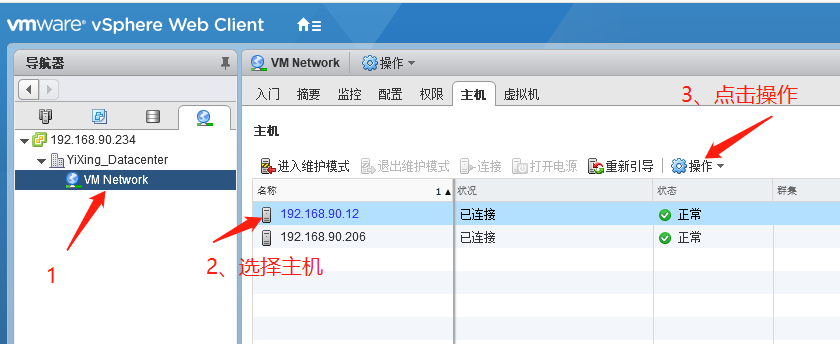 vmware® vSphere Web Client
导航器
VM Network 操作
入门 摘要 监控 配置 权限 主机 虚拟机
3、点击操作
192.168.90.234
YiXing_Datacenter
VM Network
主机
进入维护模式 退出维护模式 连接 打开电源 重新引导 操作
名称 1 ▲ 状况 状态 群集
192.168.90.12 已连接 正常
192.168.90.206 已连接 正常
1
2、选择主机